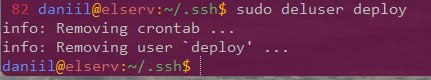 82 daniil@elserv:~/.ssh$ sudo deluser deploy
info: Removing crontab ...
info: Removing user `deploy' ...
daniil@elserv:~/.ssh$